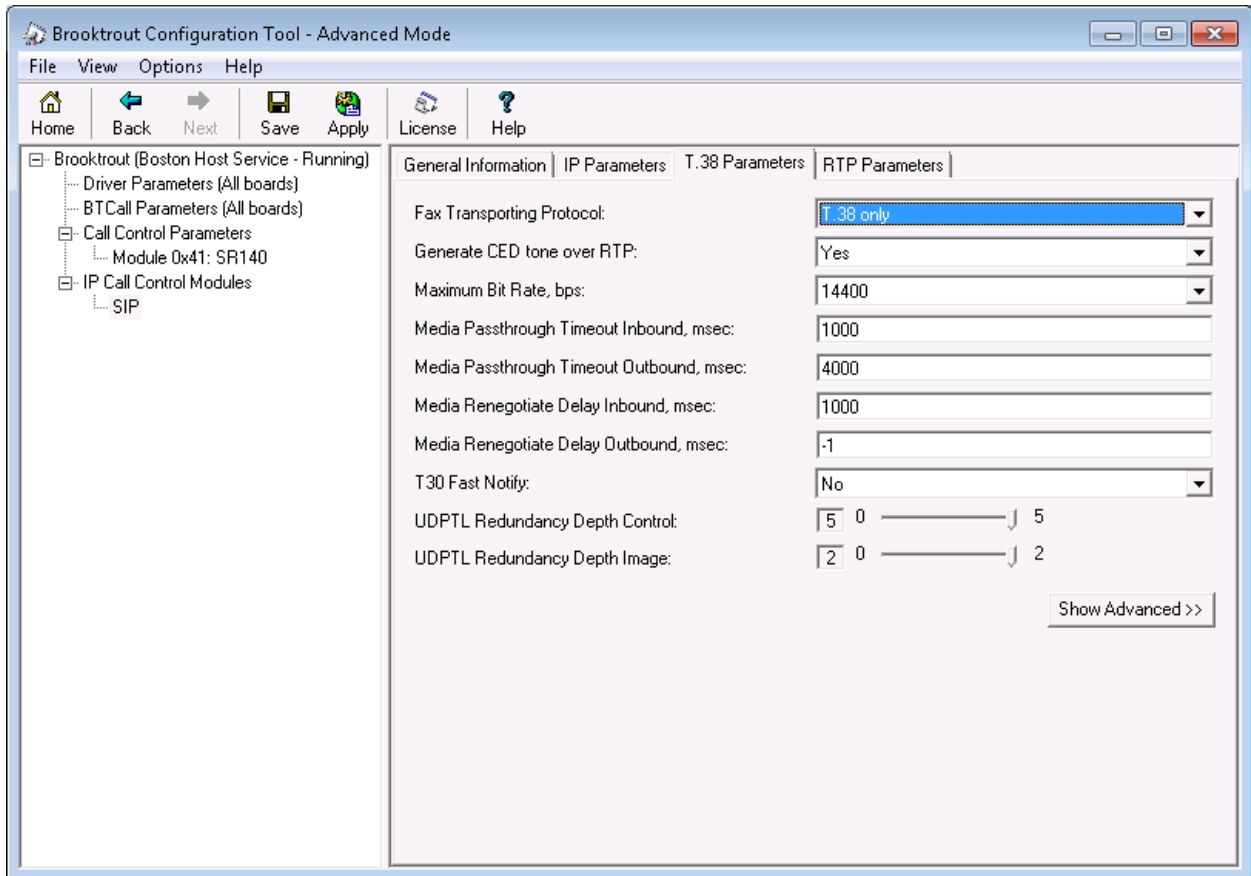 Brooktrout Configuration Tool - Advanced Mode
File View Options Help
Home Back Next Save Apply License Help
Brooktrout (Boston Host Service - Running)
Driver Parameters (All boards)
BTCall Parameters (All boards)
Call Control Parameters
Module 0x41: SR140
IP Call Control Modules
SIP
General Information IP Parameters T.38 Parameters RTP Parameters
Fax Transporting Protocol: T.38 only
Generate CED tone over RTP: Yes
Maximum Bit Rate, bps: 14400
Media Passthrough Timeout Inbound, msec: 1000
Media Passthrough Timeout Outbound, msec: 4000
Media Renegotiate Delay Inbound, msec: 1000
Media Renegotiate Delay Outbound, msec: -1
T30 Fast Notify: No
UDPTL Redundancy Depth Control: 5 0 5
UDPTL Redundancy Depth Image: 2 0 2
Show Advanced >>